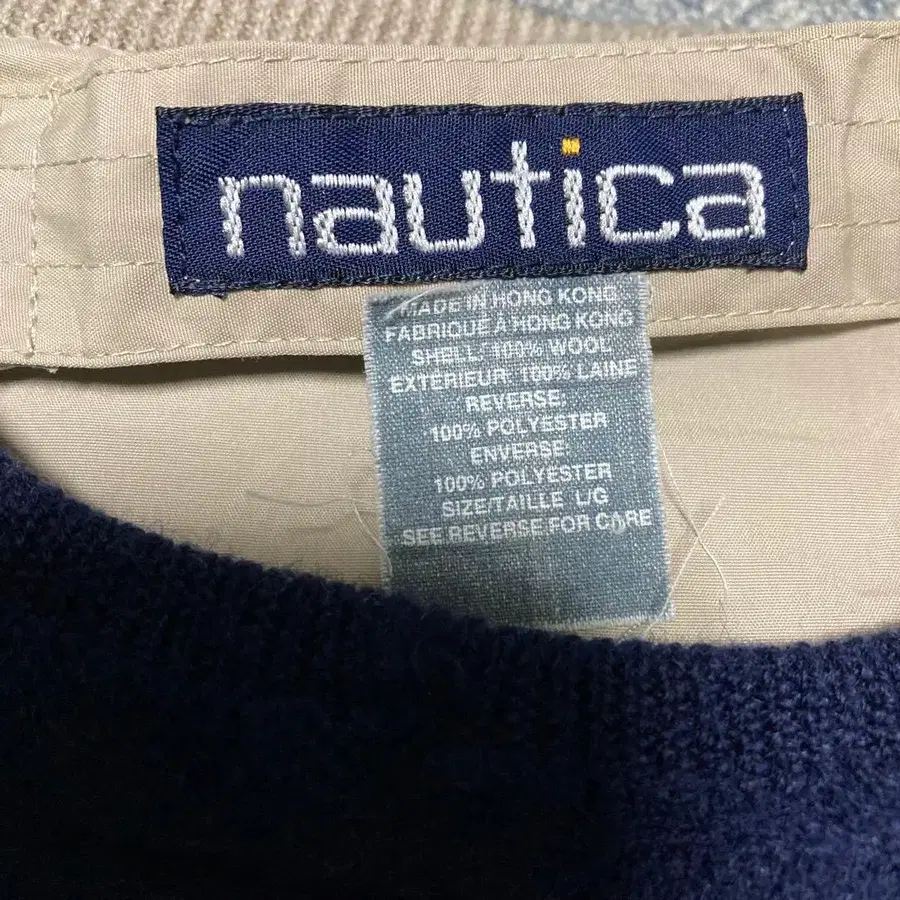 nautica
MADE IN HONG KONG
FABRIQUÉ À HONG KONG
SHELL: 100% WOOL
EXTERIEUR: 100% LAINE
REVERSE:
100% POLYESTER
ENVERSE:
100% POLYESTER
SIZE/TAILLE L/G
SEE REVERSE FOR CARE